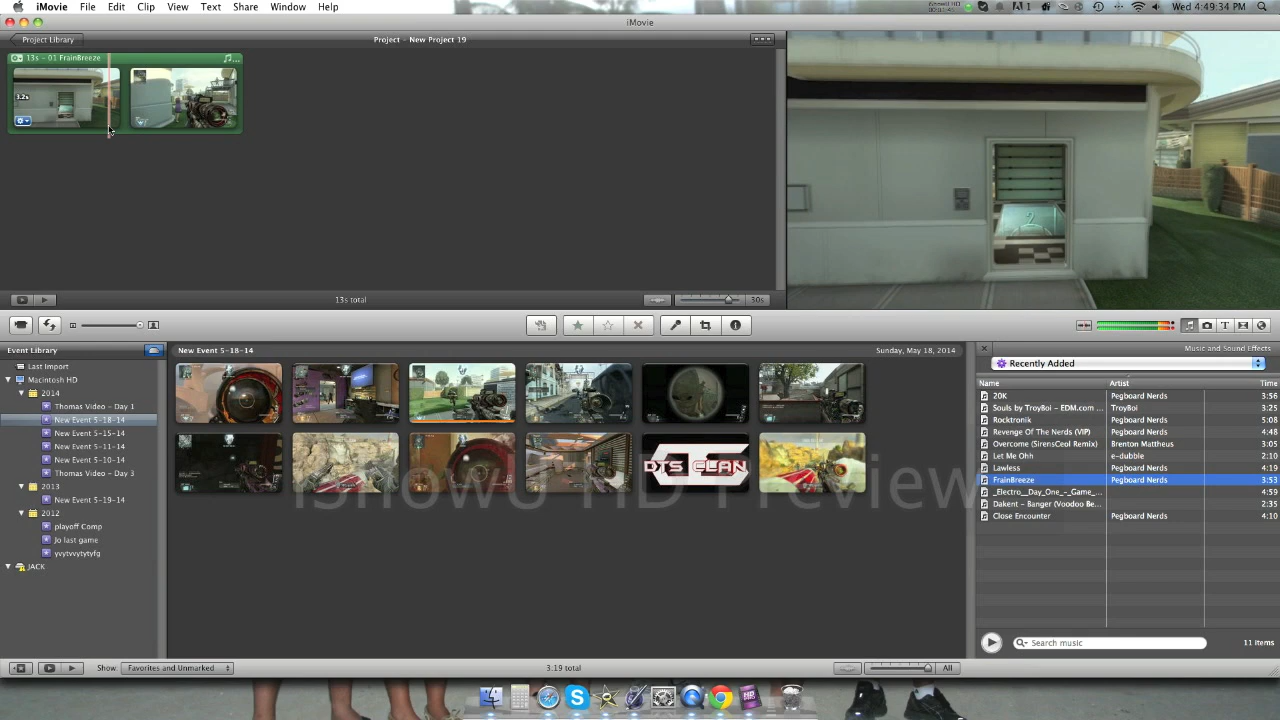 iMovie File Edit Clip View Text Share Window Help
Wed 4:49:34 PM
iMovie
Project Library
Project - New Project 19
13s - 01 FrainBreeze
3.2s
13s total
30s
Event Library
New Event 5-18-14
Sunday, May 18, 2014
Music and Sound Effects
Last Import
Macintosh HD
2014
Thomas Video - Day 1
New Event 5-18-14
New Event 5-15-14
New Event 5-11-14
New Event 5-10-14
Thomas Video - Day 3
2013
New Event 5-19-14
2012
playoff Comp
Jo last game
yvytvvytytyfg
JACK
DTS CLAN
iShowU HD Preview
Recently Added
Name Artist Time
20K Pegboard Nerds 3:56
Souls by TroyBoi - EDM.com ... TroyBoi 3:25
Rocktronik Pegboard Nerds 5:08
Revenge Of The Nerds (VIP) Pegboard Nerds 4:48
Overcome (SirensCeol Remix) Brenton Mattheus 3:05
Let Me Ohh e-dubble 2:10
Lawless Pegboard Nerds 4:19
FrainBreeze Pegboard Nerds 3:53
_Electro__Day_One_-_Game_... 4:59
Dakent - Banger (Voodoo Be... 2:35
Close Encounter Pegboard Nerds 4:10
Search music
11 items
Show: Favorites and Unmarked
3:19 total
All